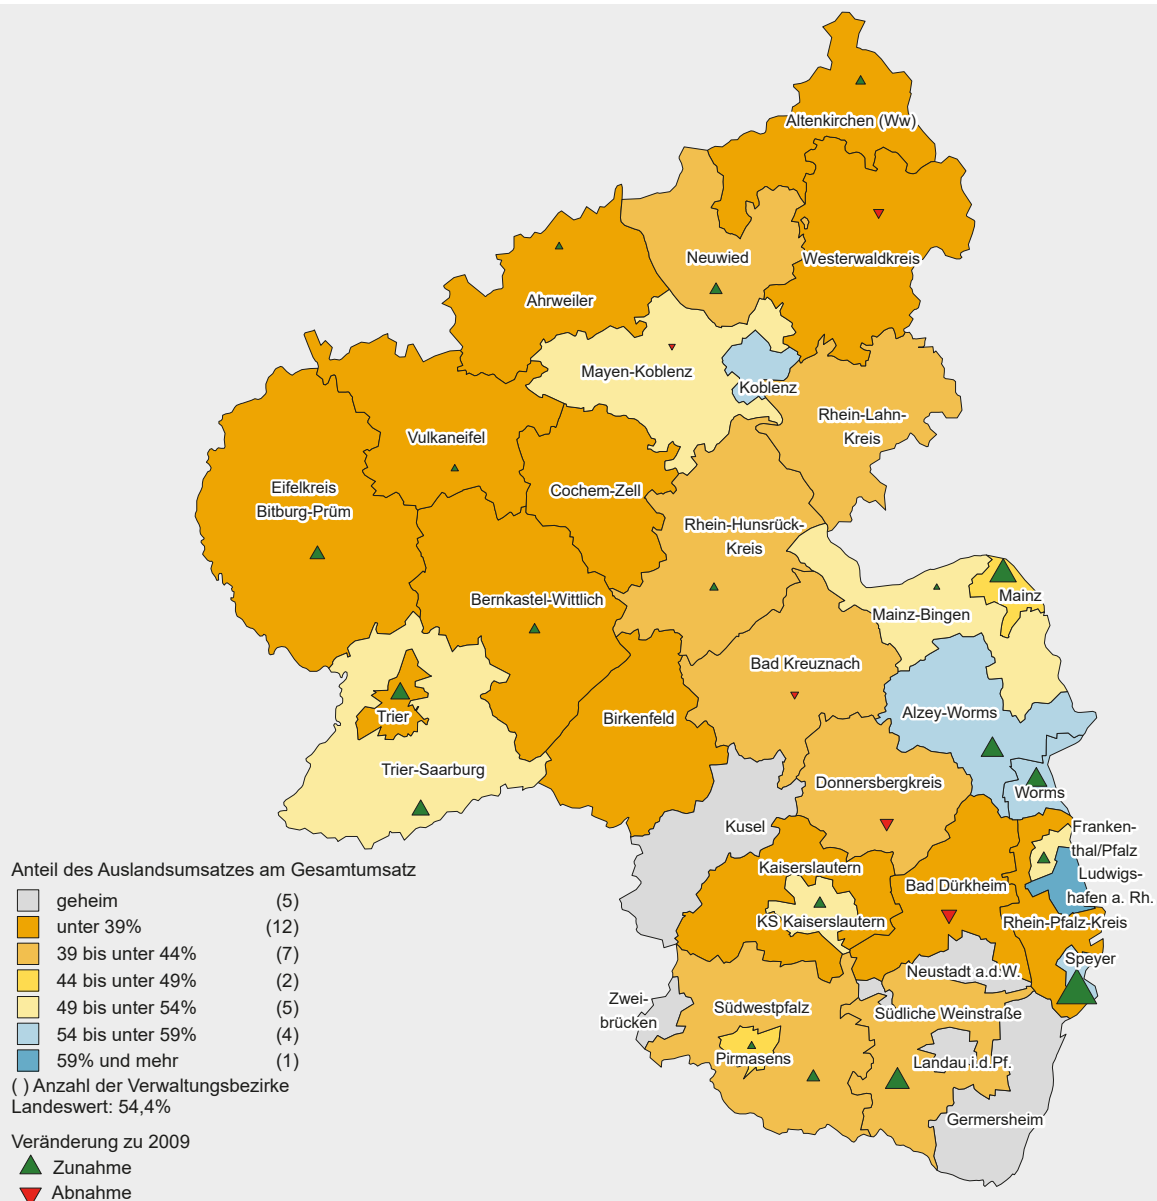 Altenkirchen (Ww)
Neuwied
Westerwaldkreis
Ahrweiler
Mayen-Koblenz
Koblenz
Rhein-Lahn-
Kreis
Vulkaneifel
Eifelkreis
Bitburg-Prüm
Cochem-Zell
Rhein-Hunsrück-
Kreis
Bernkastel-Wittlich
Mainz-Bingen
Mainz
Bad Kreuznach
Trier
Birkenfeld
Alzey-Worms
Trier-Saarburg
Donnersbergkreis
Worms
Kusel
Franken-
thal/Pfalz
Kaiserslautern
Bad Dürkheim
Ludwigs-
hafen a. Rh.
KS Kaiserslautern
Rhein-Pfalz-Kreis
Speyer
Neustadt a.d.W.
Zwei-
brücken
Südwestpfalz
Südliche Weinstraße
Pirmasens
Landau i.d.Pf.
Germersheim
Anteil des Auslandsumsatzes am Gesamtumsatz
geheim (5)
unter 39% (12)
39 bis unter 44% (7)
44 bis unter 49% (2)
49 bis unter 54% (5)
54 bis unter 59% (4)
59% und mehr (1)
( ) Anzahl der Verwaltungsbezirke
Landeswert: 54,4%
Veränderung zu 2009
Zunahme
Abnahme